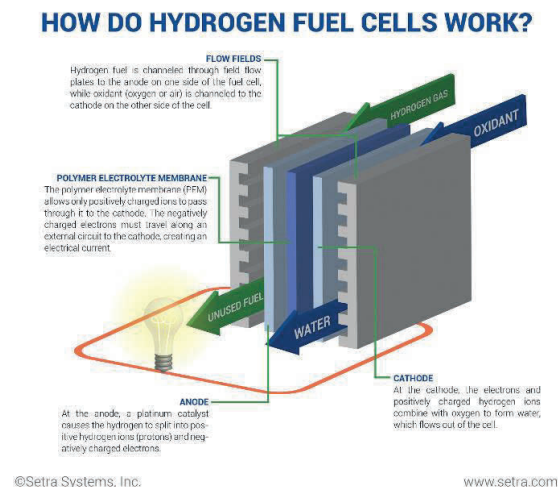 HOW DO HYDROGEN FUEL CELLS WORK?
FLOW FIELDS
Hydrogen fuel is channeled through field flow
plates to the anode on one side of the fuel cell,
while oxidant (oxygen or air) is channeled to the
cathode on the other side of the cell.
HYDROGEN GAS
OXIDANT
POLYMER ELECTROLYTE MEMBRANE
The polymer electrolyte membrane (PEM)
allows only positively charged ions to pass
through it to the cathode. The negatively
charged electrons must travel along an
external circuit to the cathode, creating an
electrical current.
UNUSED FUEL
WATER
ANODE
At the anode, a platinum catalyst
causes the hydrogen to split into pos-
itive hydrogen ions (protons) and neg-
atively charged electrons.
CATHODE
At the cathode, the electrons and
positively charged hydrogen ions
combine with oxygen to form water,
which flows out of the cell.
©Setra Systems, Inc.
www.setra.com